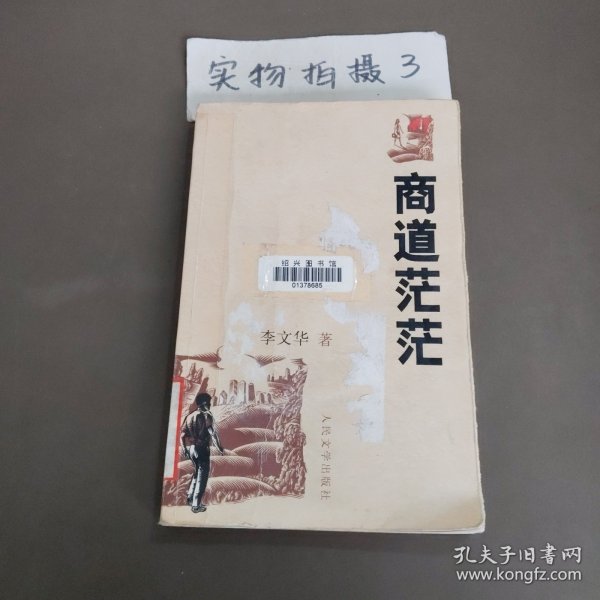 实物拍摄3
商道茫茫
绍兴图书馆
01378685
李文华 著
人民文学出版社
孔夫子旧书网
www.kongfz.com